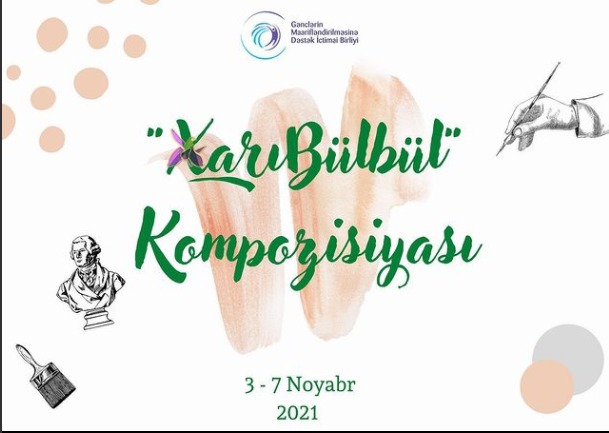 Gənclərin
Maarifləndirilməsinə
Dəstək İctimai Birliyi
"XarıBülbül"
Kompozisiyası
3 - 7 Noyabr
2021